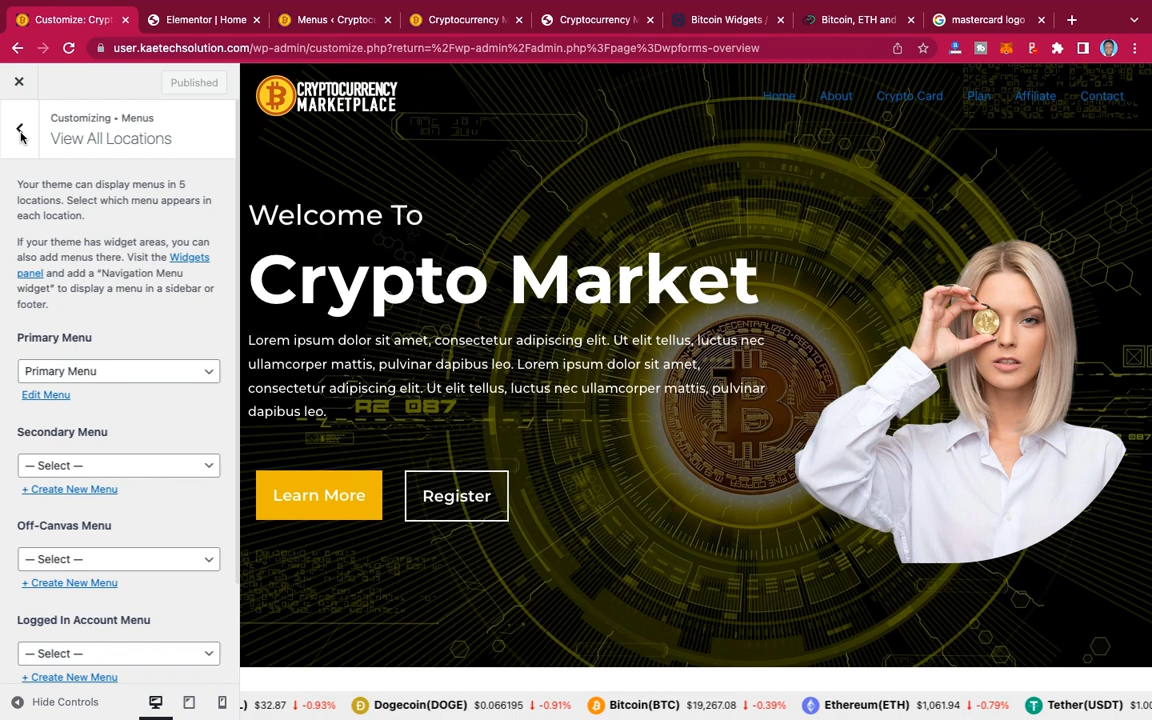 Customize: Crypt
Elementor | Home
Menus ‹ Cryptoc
Cryptocurrency M
Cryptocurrency M
Bitcoin Widgets /
Bitcoin, ETH and
mastercard logo
user.kaetechsolution.com/wp-admin/customize.php?return=%2Fwp-admin%2Fadmin.php%3Fpage%3Dwpforms-overview
Published
Customizing • Menus
View All Locations
Your theme can display menus in 5
locations. Select which menu appears in
each location.
If your theme has widget areas, you can
also add menus there. Visit the Widgets
panel and add a “Navigation Menu
widget” to display a menu in a sidebar or
footer.
Primary Menu
Primary Menu
Edit Menu
Secondary Menu
— Select —
+ Create New Menu
Off-Canvas Menu
— Select —
+ Create New Menu
Logged In Account Menu
— Select —
+ Create New Menu
Hide Controls
CRYPTOCURRENCY
MARKETPLACE
Home About Crypto Card Plan Affiliate Contact
Welcome To
Crypto Market
Lorem ipsum dolor sit amet, consectetur adipiscing elit. Ut elit tellus, luctus nec
ullamcorper mattis, pulvinar dapibus leo. Lorem ipsum dolor sit amet,
consectetur adipiscing elit. Ut elit tellus, luctus nec ullamcorper mattis, pulvinar
dapibus leo.
A2 087
Learn More
Register
$32.87 -0.93% Dogecoin(DOGE) $0.066195 -0.91% Bitcoin(BTC) $19,267.08 -0.39% Ethereum(ETH) $1,061.94 -0.79% Tether(USDT) $1.00